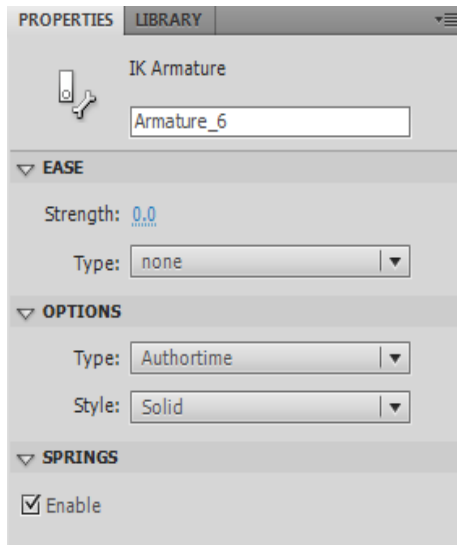 PROPERTIES LIBRARY
IK Armature
Armature_6
EASE
Strength: 0.0
Type: none
OPTIONS
Type: Authortime
Style: Solid
SPRINGS
Enable